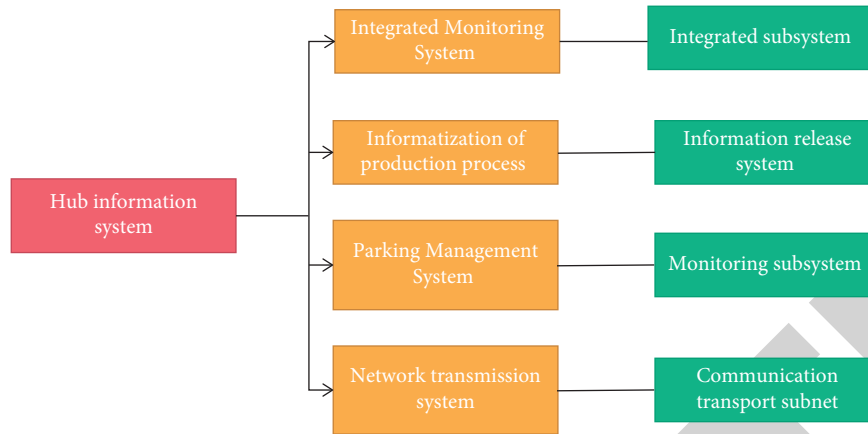 Integrated Monitoring
System
Integrated subsystem
Informatization of
production process
Information release
system
Hub information
system
Parking Management
System
Monitoring subsystem
Network transmission
system
Communication
transport subnet